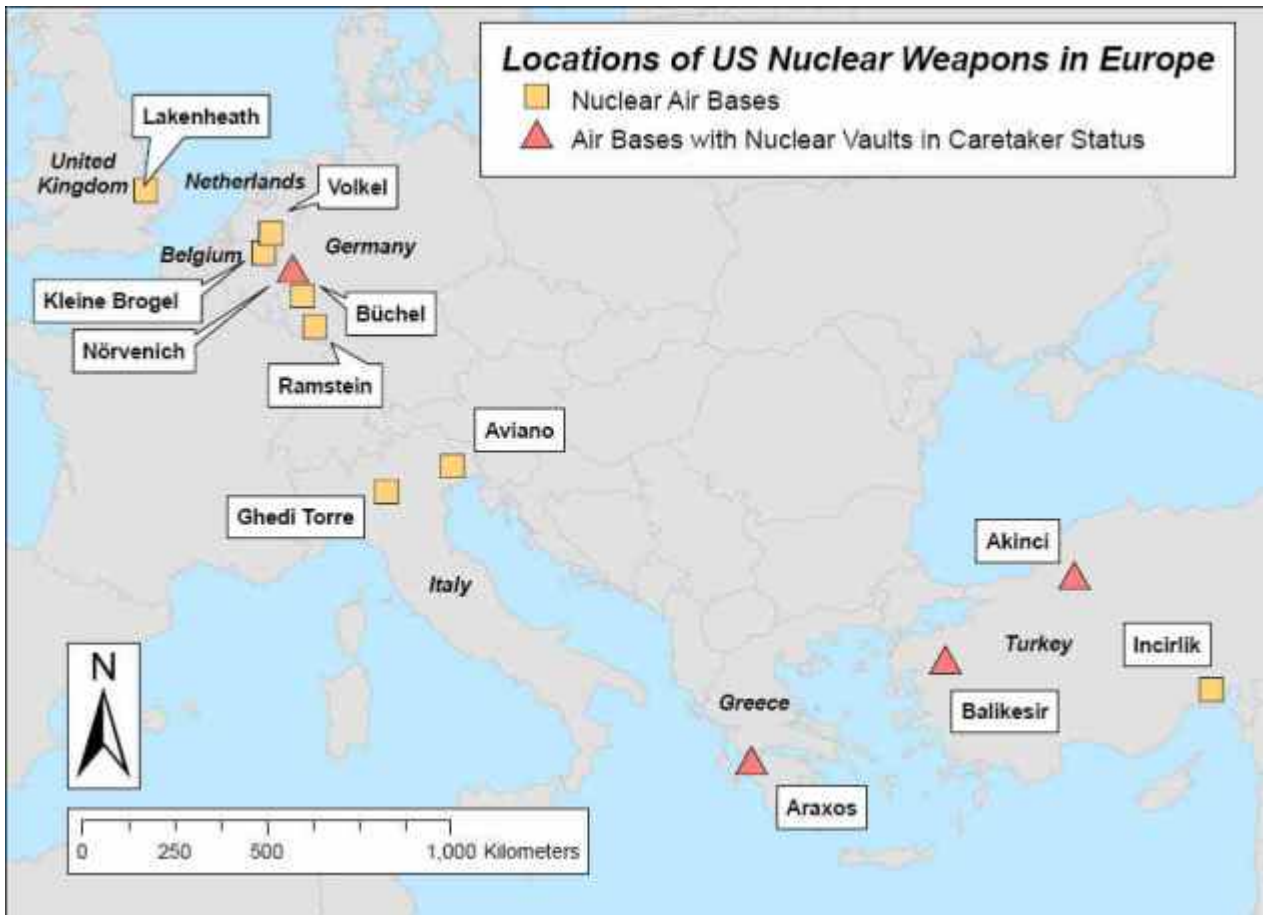 Locations of US Nuclear Weapons in Europe
Nuclear Air Bases
Air Bases with Nuclear Vaults in Caretaker Status
Lakenheath
United
Kingdom
Netherlands
Volkel
Belgium
Germany
Kleine Brogel
Büchel
Nörvenich
Ramstein
Aviano
Ghedi Torre
Italy
Akinci
Turkey
Incirlik
Greece
Balikesir
Araxos
N
0 250 500 1,000 Kilometers